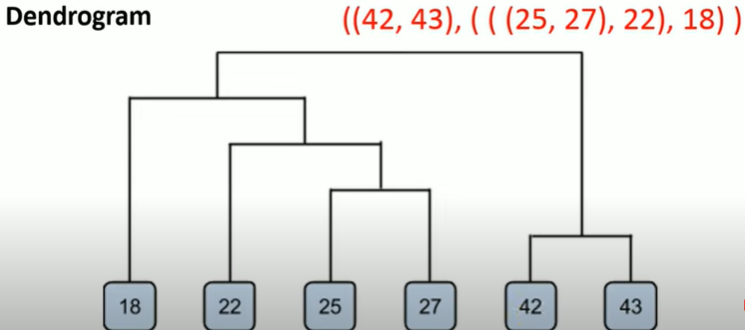 Dendrogram ((42, 43), ( ( (25, 27), 22), 18) )
18 22 25 27 42 43